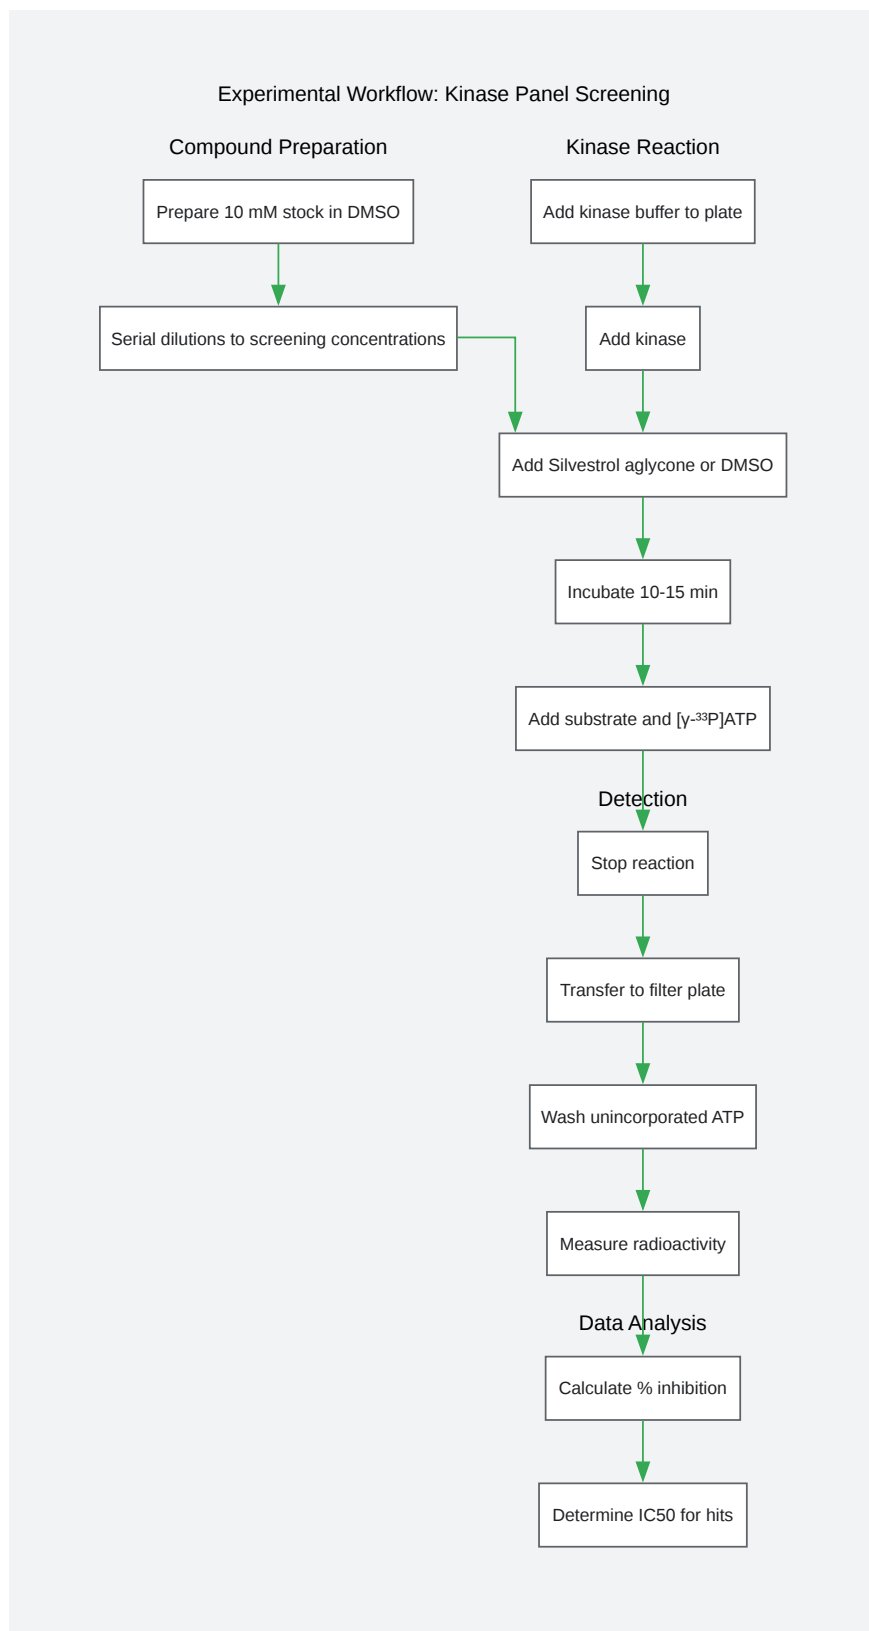 Experimental Workflow: Kinase Panel Screening
Compound Preparation
Prepare 10 mM stock in DMSO
Serial dilutions to screening concentrations
Kinase Reaction
Add kinase buffer to plate
Add kinase
Add Silvestrol aglycone or DMSO
Incubate 10-15 min
Add substrate and [γ-³³P]ATP
Detection
Stop reaction
Transfer to filter plate
Wash unincorporated ATP
Measure radioactivity
Data Analysis
Calculate % inhibition
Determine IC50 for hits